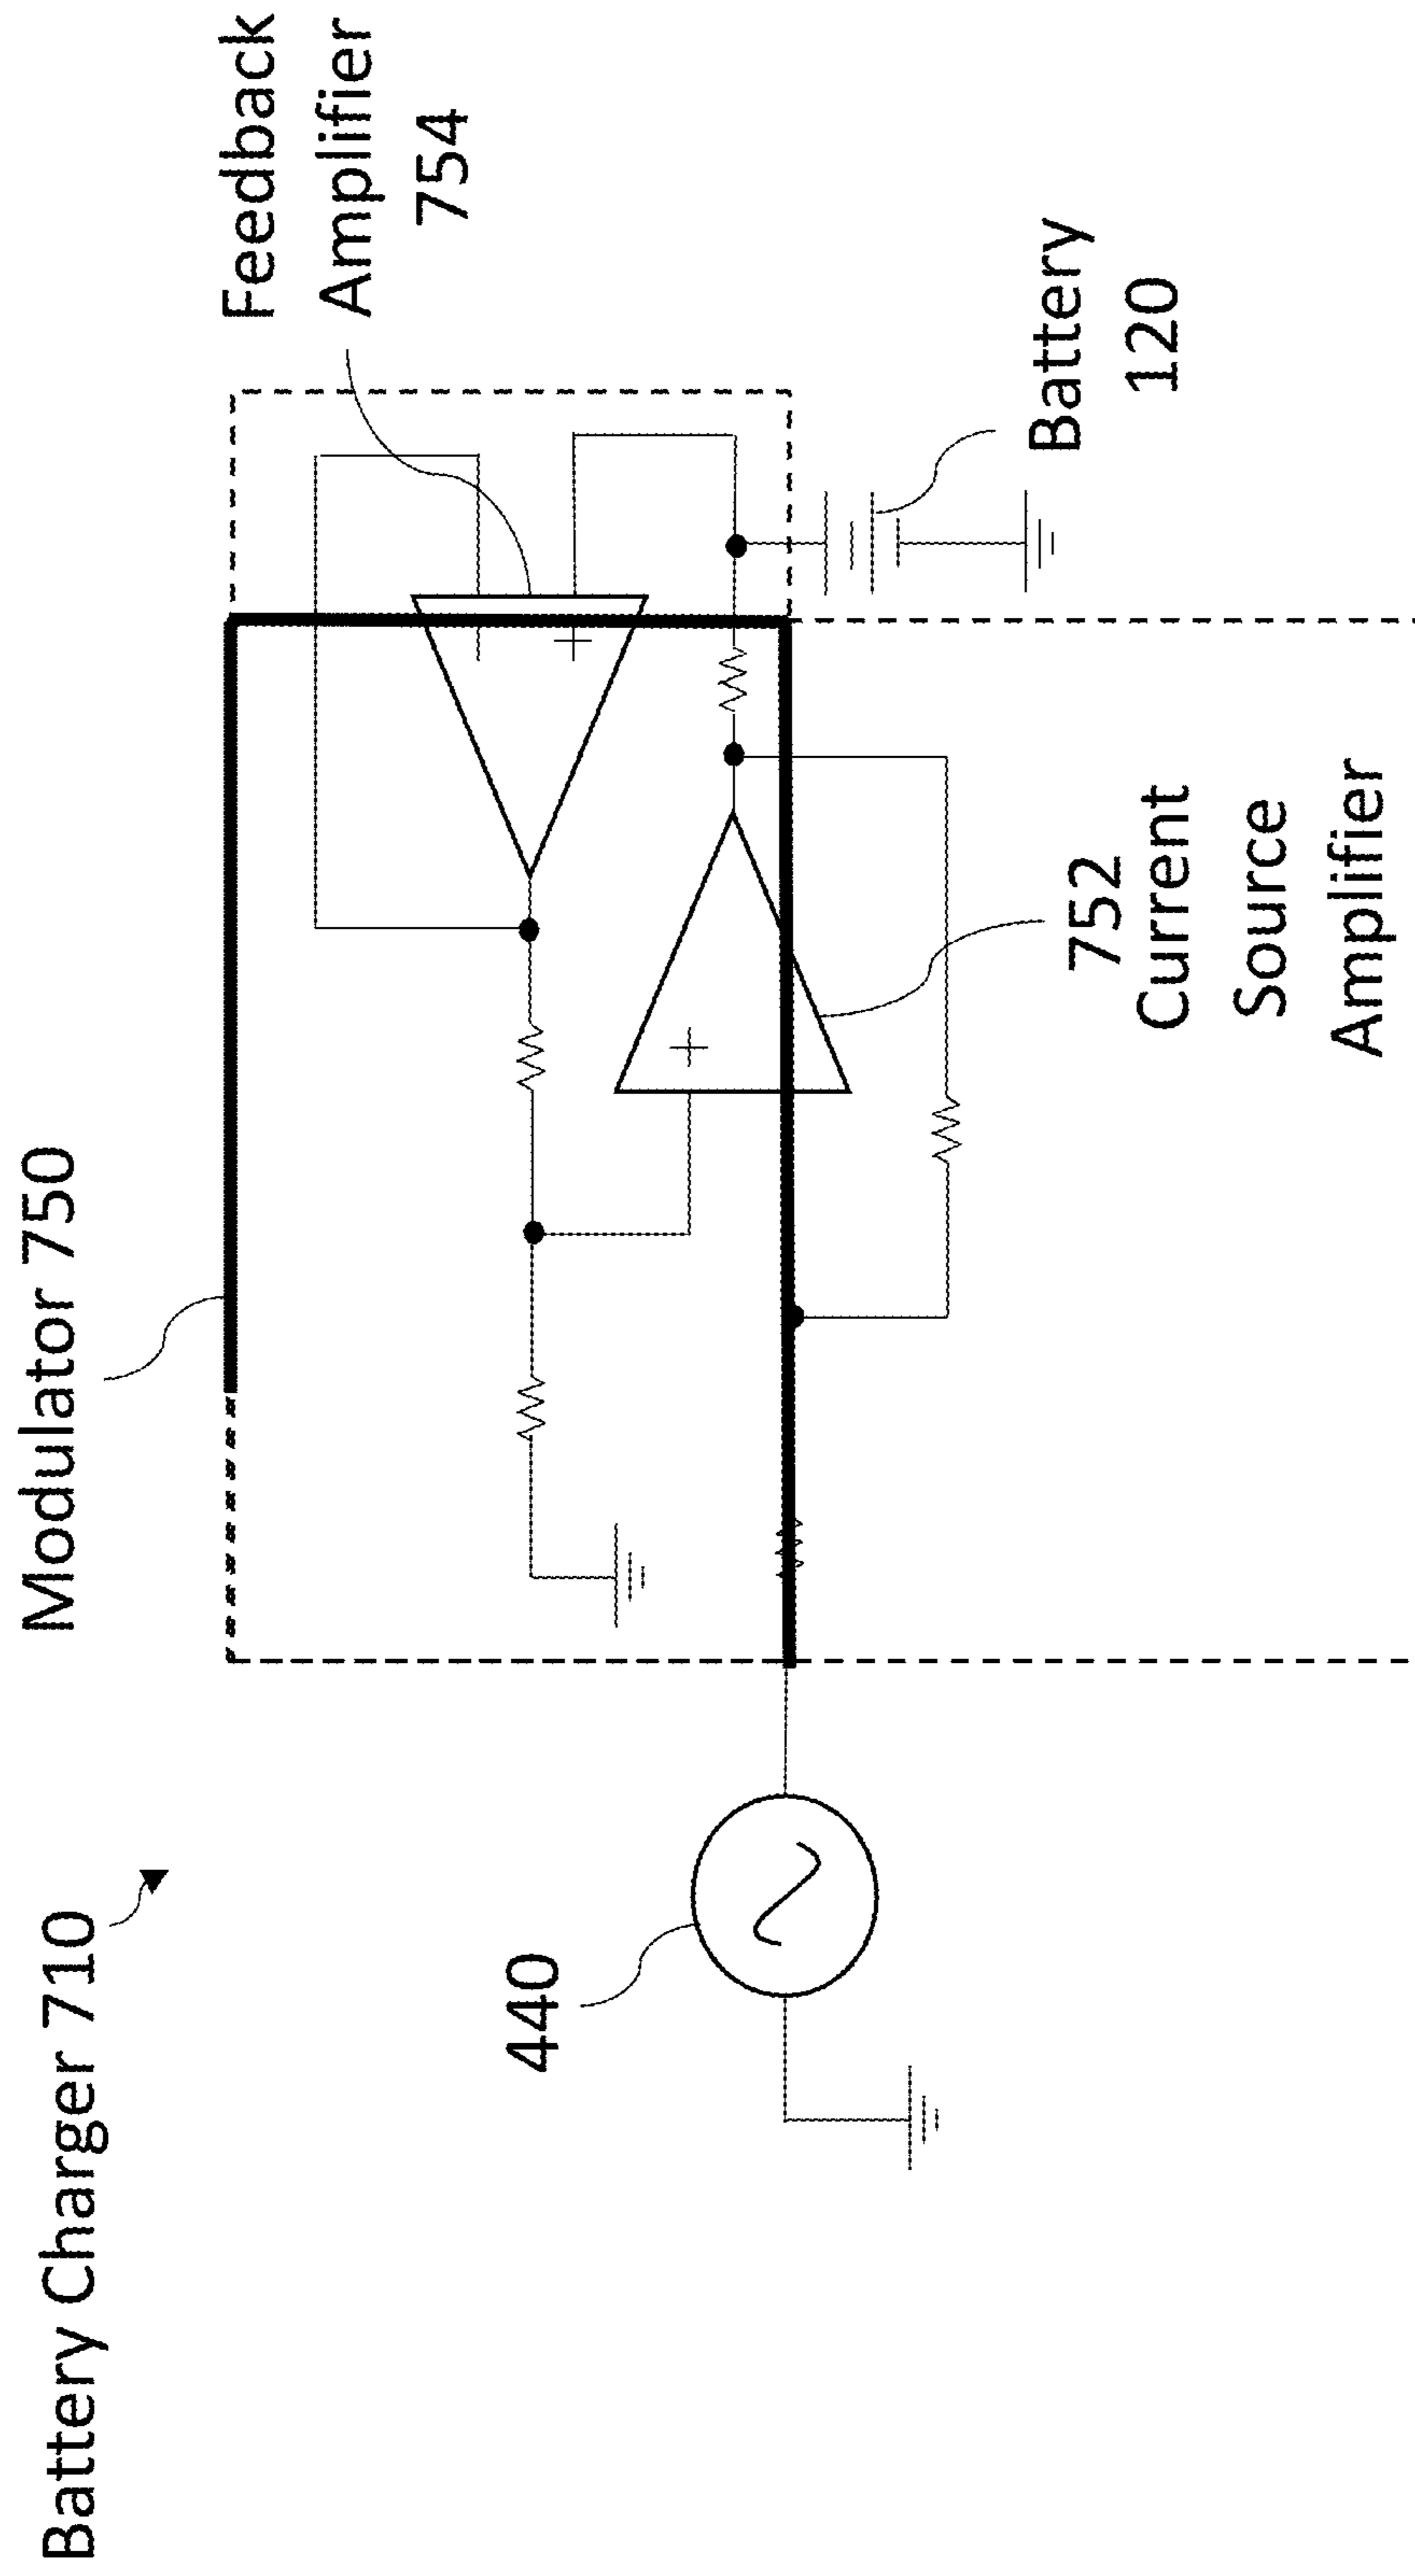 Battery Charger 710
Modulator 750
Feedback
Amplifier
754
440
752
Current
Source
Amplifier
Battery
120